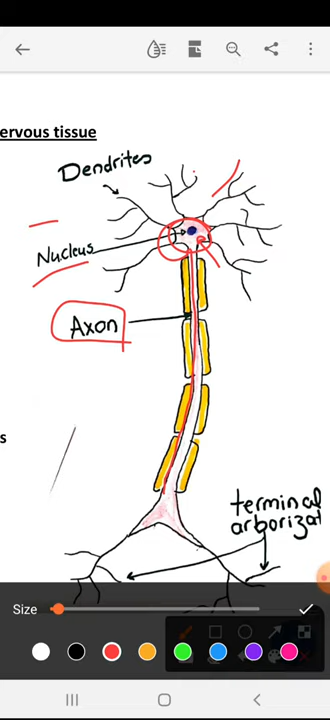 ervous tissue
Dendrites
Nucleus
Axon
s
terminal
arborizat
Size